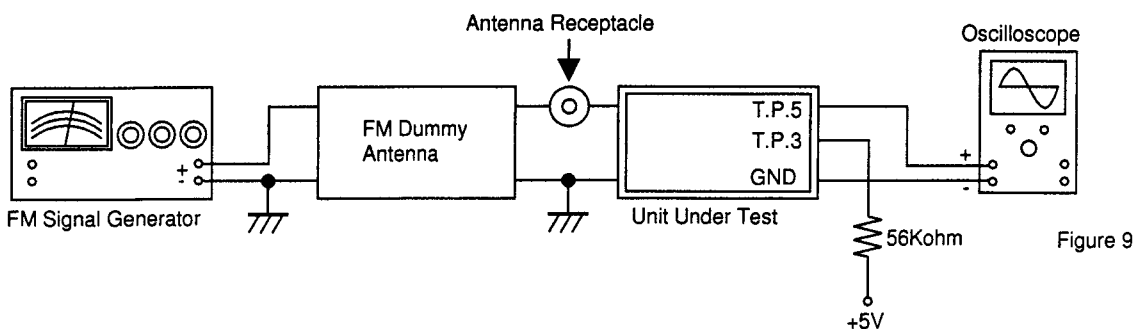 Antenna Receptacle
Oscilloscope
FM Dummy
Antenna
T.P.5
T.P.3
GND
+
-
+
-
FM Signal Generator
Unit Under Test
56Kohm
Figure 9
+5V